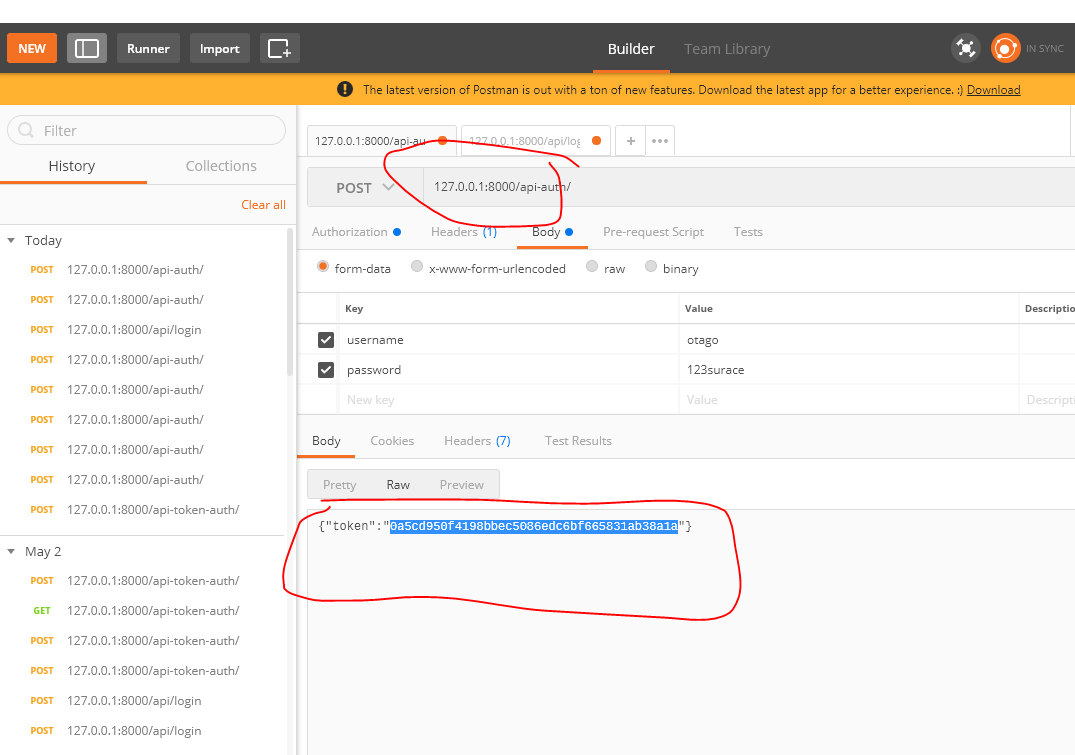 NEW Runner Import Builder Team Library IN SYNC
! The latest version of Postman is out with a ton of new features. Download the latest app for a better experience. :) Download
Filter
History Collections
Clear all
Today
POST 127.0.0.1:8000/api-auth/
POST 127.0.0.1:8000/api-auth/
POST 127.0.0.1:8000/api/login
POST 127.0.0.1:8000/api-auth/
POST 127.0.0.1:8000/api-auth/
POST 127.0.0.1:8000/api-auth/
POST 127.0.0.1:8000/api-auth/
POST 127.0.0.1:8000/api-auth/
POST 127.0.0.1:8000/api-token-auth/
May 2
POST 127.0.0.1:8000/api-token-auth/
GET 127.0.0.1:8000/api-token-auth/
POST 127.0.0.1:8000/api-token-auth/
POST 127.0.0.1:8000/api-token-auth/
POST 127.0.0.1:8000/api/login
POST 127.0.0.1:8000/api/login
127.0.0.1:8000/api-au 127.0.0.1:8000/api/log + •••
POST 127.0.0.1:8000/api-auth/
Authorization Headers (1) Body Pre-request Script Tests
form-data x-www-form-urlencoded raw binary
Key Value Descriptio
username otago
password 123surace
New key Value Descripti
Body Cookies Headers (7) Test Results
Pretty Raw Preview
{"token":"0a5cd950f4198bbec5086edc6bf665831ab38a1a"}